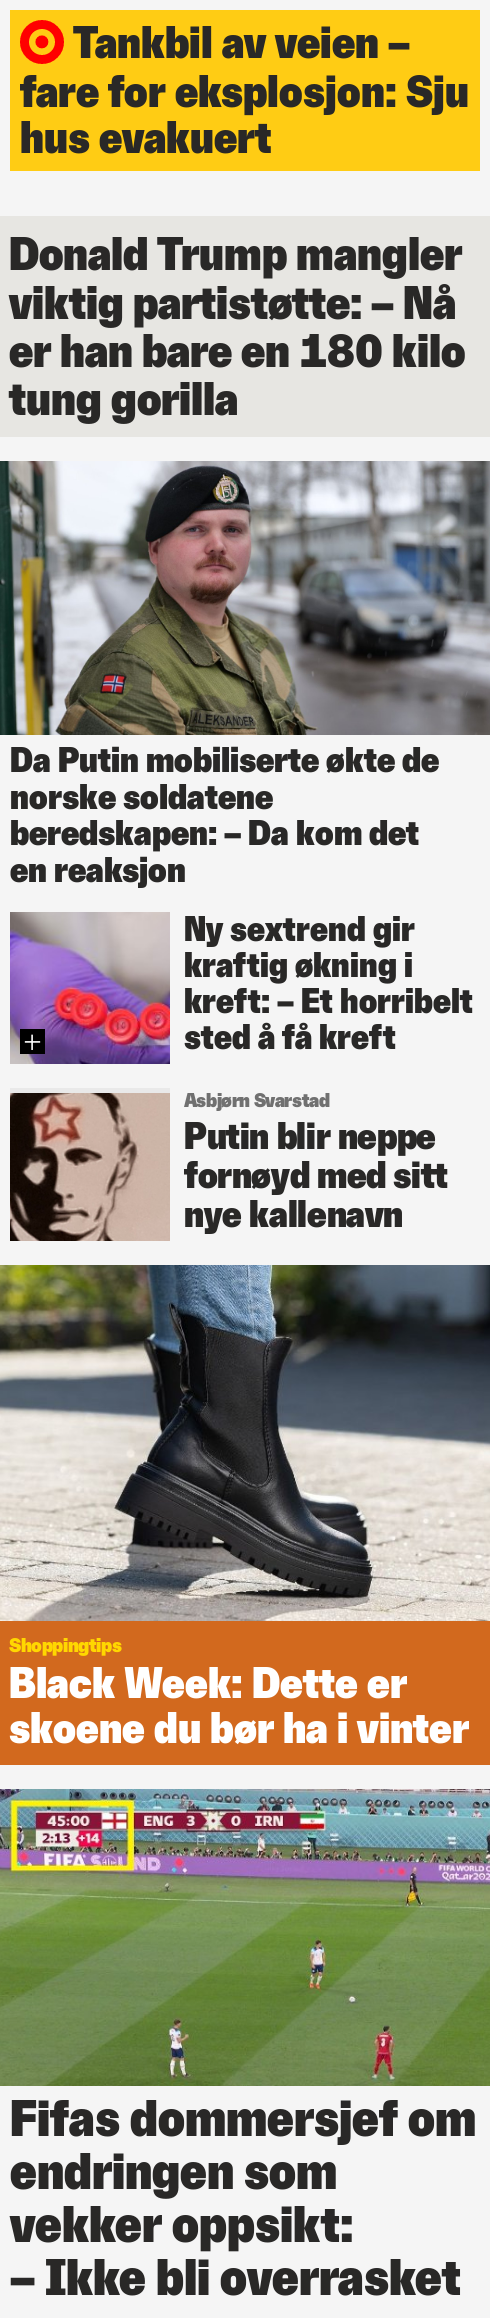 Tankbil av veien –
fare for eksplosjon: Sju
hus evakuert
Donald Trump mangler
viktig partistøtte: – Nå
er han bare en 180 kilo
tung gorilla
ALEKSANDER
Da Putin mobiliserte økte de
norske soldatene
beredskapen: – Da kom det
en reaksjon
Ny sextrend gir
kraftig økning i
kreft: – Et horribelt
sted å få kreft
Asbjørn Svarstad
Putin blir neppe
fornøyd med sitt
nye kallenavn
Shoppingtips
Black Week: Dette er
skoene du bør ha i vinter
45:00 ENG 3 0 IRN
2:13 +14
FIFA SOUND
FIFA WORLD C
Qatar202
3
Fifas dommersjef om
endringen som
vekker oppsikt:
– Ikke bli overrasket